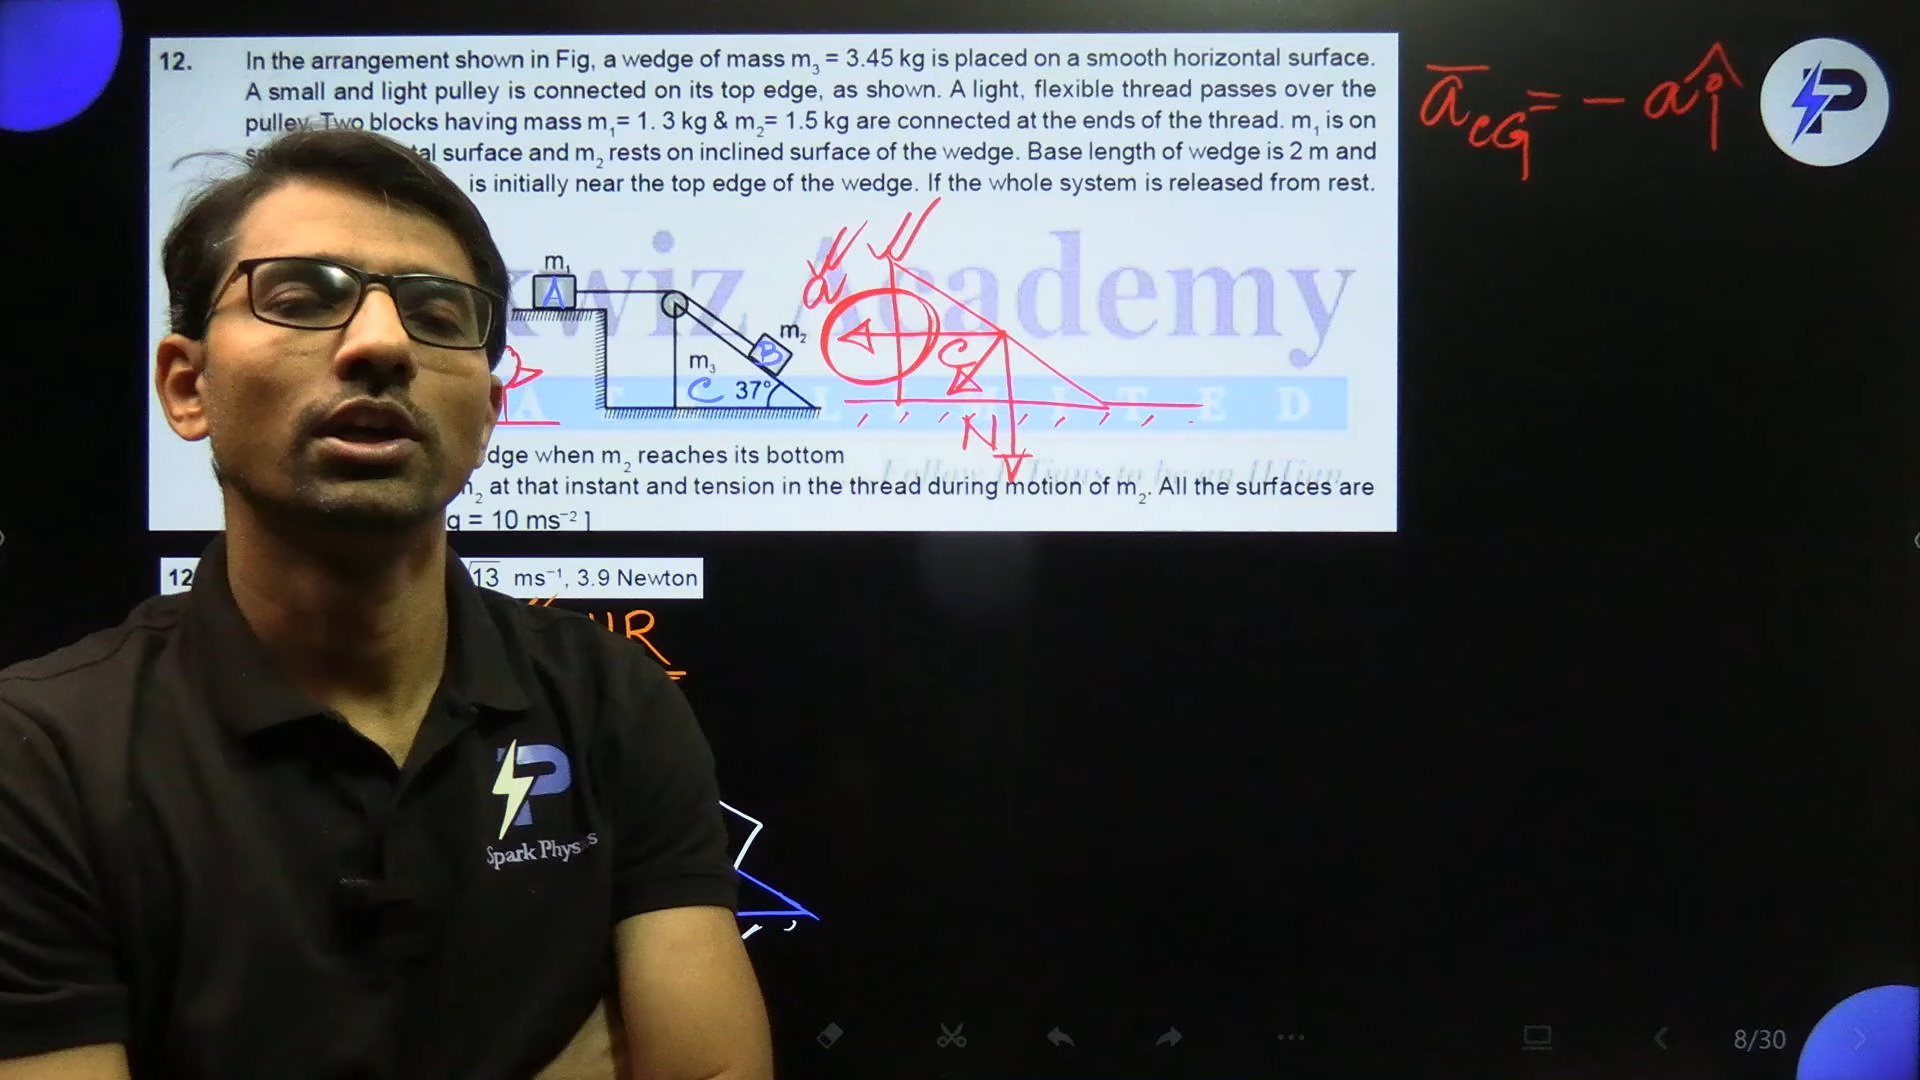 12. In the arrangement shown in Fig, a wedge of mass m₃ = 3.45 kg is placed on a smooth horizontal surface.
A small and light pulley is connected on its top edge, as shown. A light, flexible thread passes over the
pulley. Two blocks having mass m₁= 1. 3 kg & m₂= 1.5 kg are connected at the ends of the thread. m₁ is on
surface and m₂ rests on inclined surface of the wedge. Base length of wedge is 2 m and
is initially near the top edge of the wedge. If the whole system is released from rest.
a̅CG = - a î
P
kwiz Academy
m₁
A
m₂
B
m₃
C
37°
a
C
N
A T L I M I T E D
when m₂ reaches its bottom
at that instant and tension in the thread during motion of m₂. All the surfaces are
g = 10 ms⁻² ]
12
√13 ms⁻¹, 3.9 Newton
R
P
Spark Physics
8/30